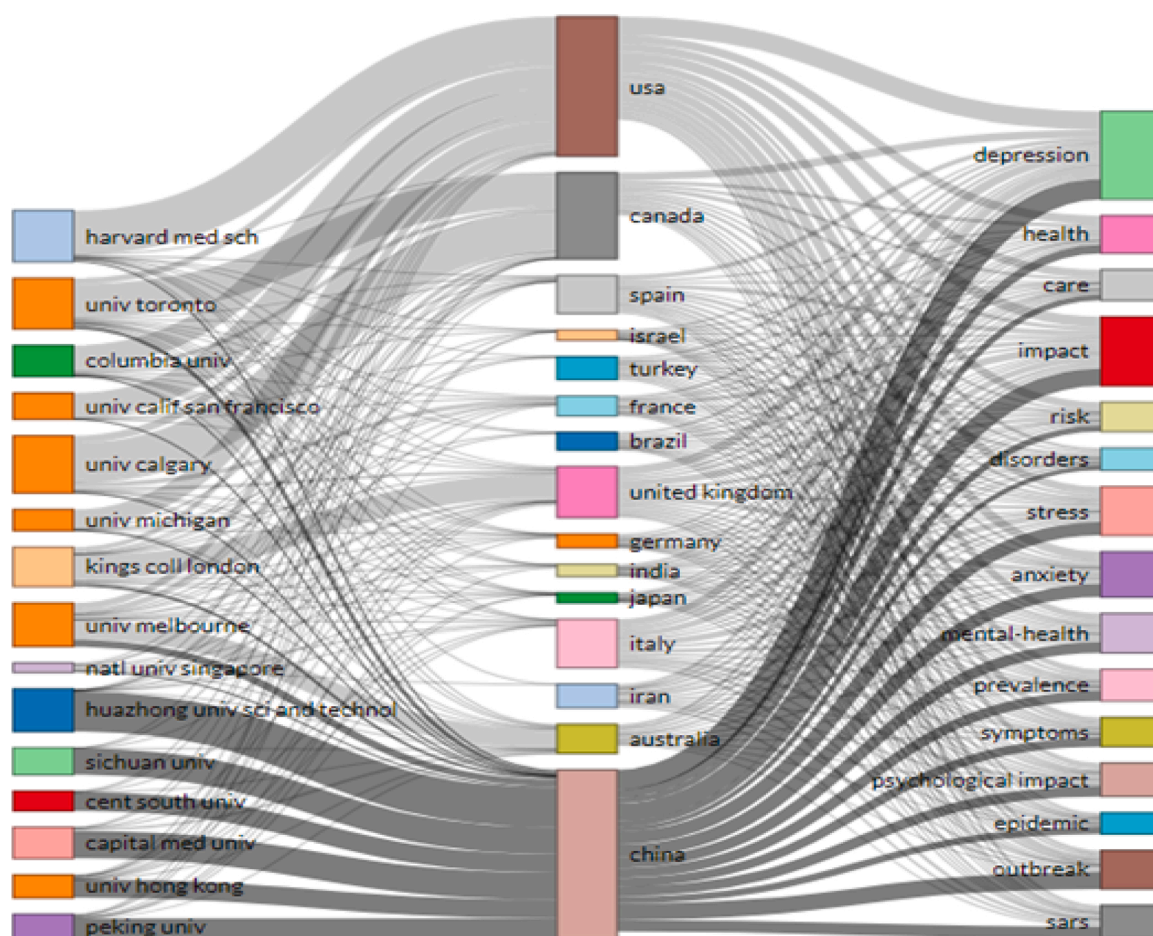 harvard med sch
univ toronto
columbia univ
univ calif san francisco
univ calgary
univ michigan
kings coll london
univ melbourne
natl univ singapore
huazhong univ sci and technol
sichuan univ
cent south univ
capital med univ
univ hong kong
peking univ
usa
canada
spain
israel
turkey
france
brazil
united kingdom
germany
india
japan
italy
iran
australia
china
depression
health
care
impact
risk
disorders
stress
anxiety
mental-health
prevalence
symptoms
psychological impact
epidemic
outbreak
sars